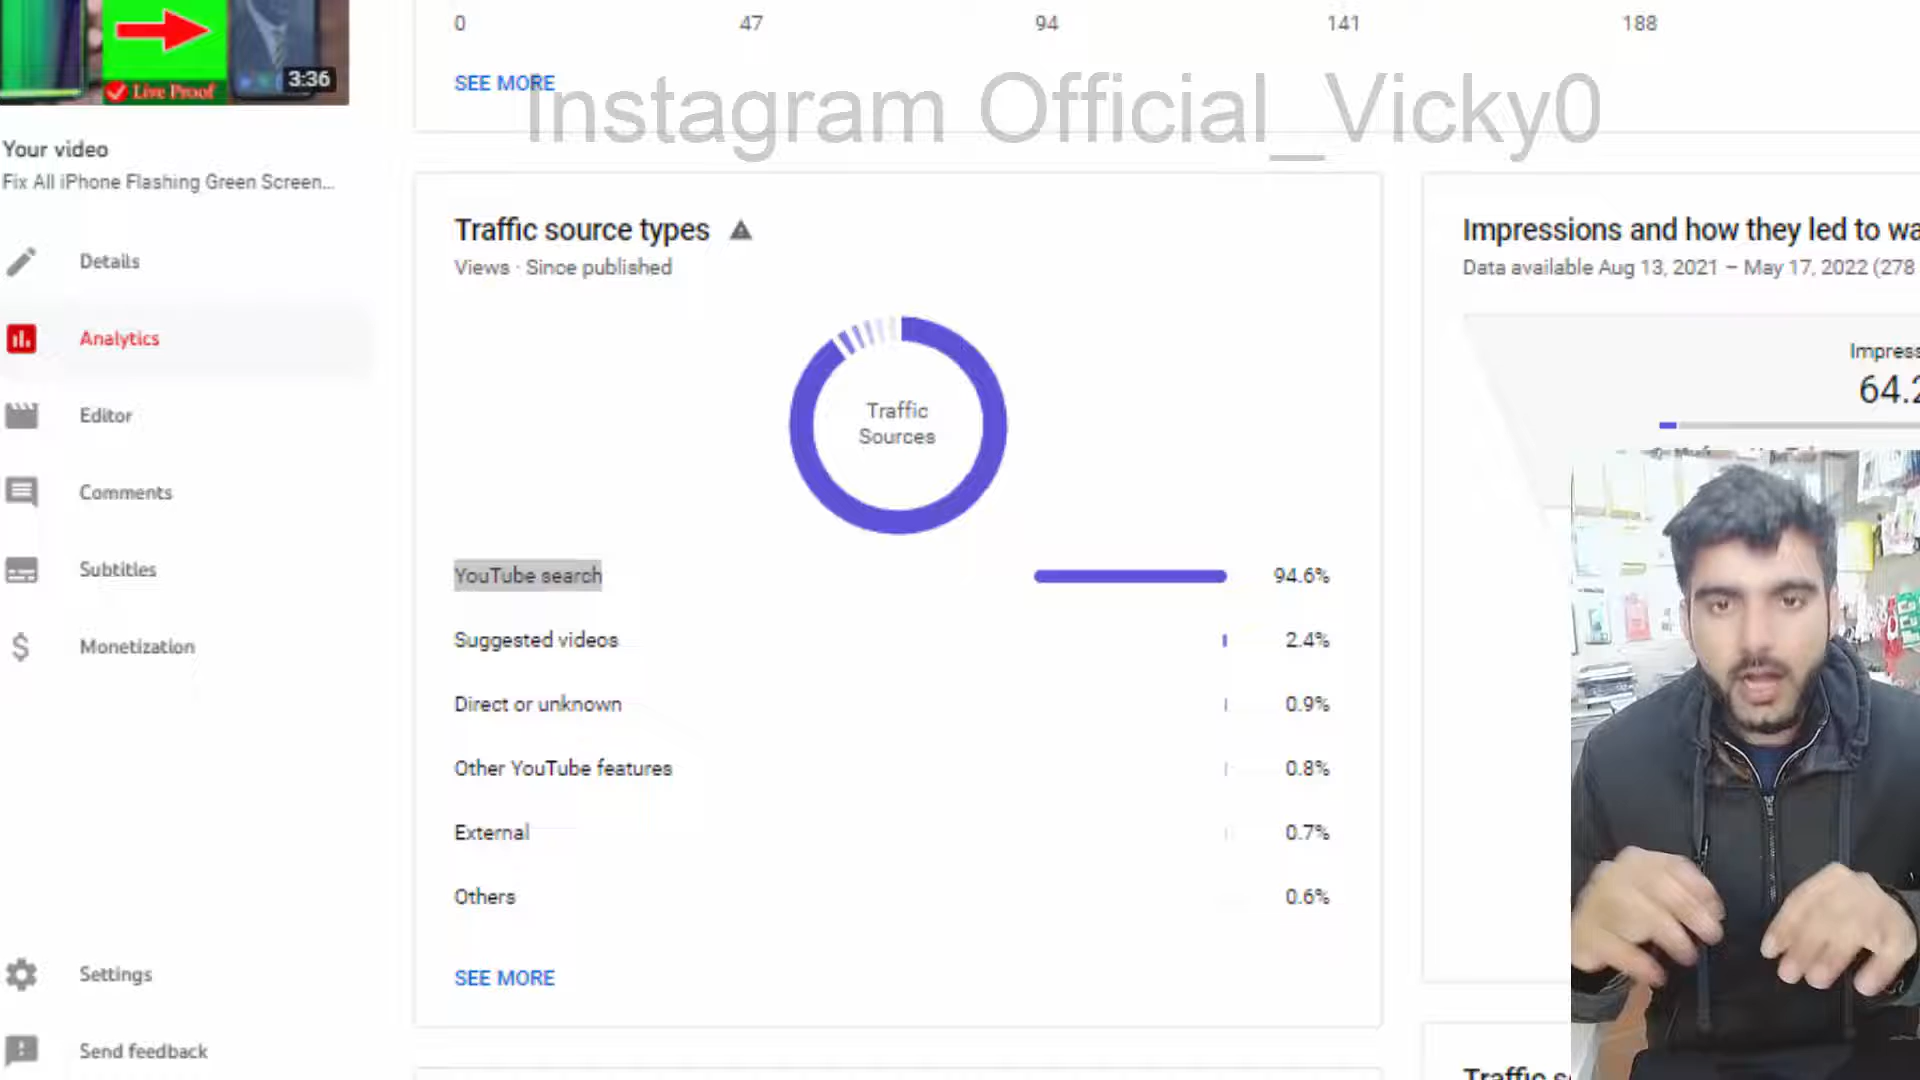 0 47 94 141 188
3:36
Live Proof
SEE MORE
Instagram Official_Vicky0
Your video
Fix All iPhone Flashing Green Screen...
Details
Analytics
Editor
Comments
Subtitles
Monetization
Settings
Send feedback
Traffic source types
Views · Since published
Traffic
Sources
YouTube search 94.6%
Suggested videos 2.4%
Direct or unknown 0.9%
Other YouTube features 0.8%
External 0.7%
Others 0.6%
SEE MORE
Impressions and how they led to wa
Data available Aug 13, 2021 – May 17, 2022 (278
Impress
64.2
Traffic s